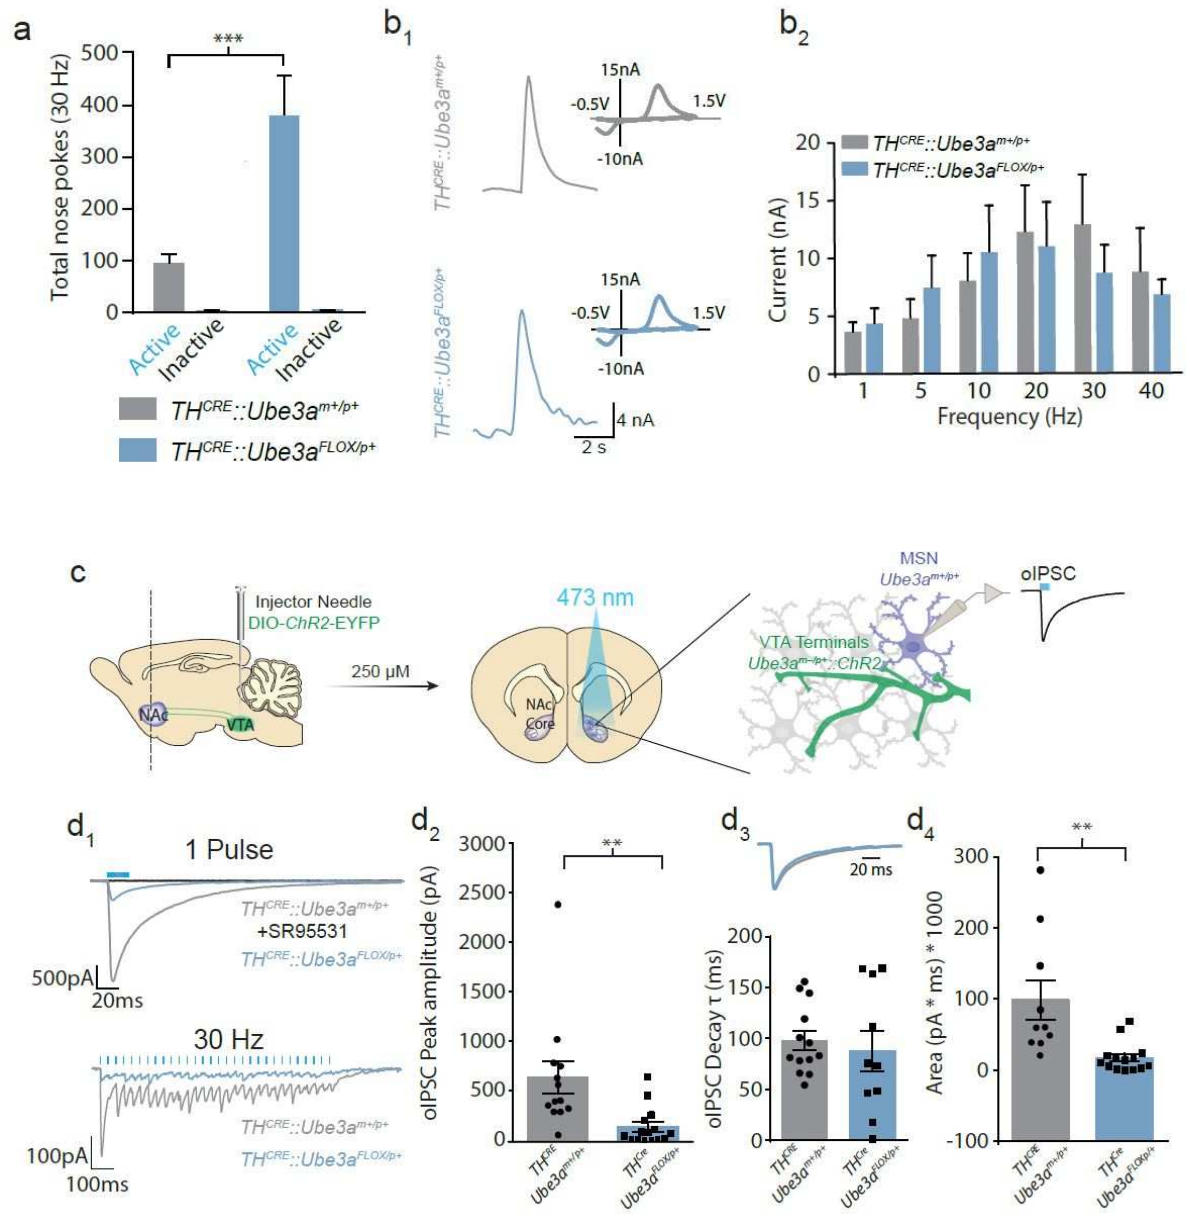 a
***
Total nose pokes (30 Hz)
500
400
300
200
100
0
Active
Inactive
Active
Inactive
TH^CRE::Ube3a^m+/p+
TH^CRE::Ube3a^FLOX/p+
b1
TH^CRE::Ube3a^m+/p+
15nA
-0.5V
1.5V
-10nA
TH^CRE::Ube3a^FLOX/p+
15nA
-0.5V
1.5V
-10nA
4 nA
2 s
b2
TH^CRE::Ube3a^m+/p+
TH^CRE::Ube3a^FLOX/p+
Current (nA)
20
15
10
5
0
1 5 10 20 30 40
Frequency (Hz)
c
Injector Needle
DIO-ChR2-EYFP
NAc
VTA
250 µM
473 nm
NAc
Core
MSN
Ube3a^m+/p+
oIPSC
VTA Terminals
Ube3a^m-/p+::ChR2
d1
1 Pulse
TH^CRE::Ube3a^m+/p+
+SR95531
TH^CRE::Ube3a^FLOX/p+
500pA
20ms
30 Hz
TH^CRE::Ube3a^m+/p+
TH^CRE::Ube3a^FLOX/p+
100pA
100ms
d2
**
oIPSC Peak amplitude (pA)
3000
2500
2000
1500
1000
500
0
TH^CRE
Ube3a^m+/p+
TH^Cre
Ube3a^FLOX/p+
d3
20 ms
oIPSC Decay τ (ms)
200
150
100
50
0
TH^CRE
Ube3a^m+/p+
TH^Cre
Ube3a^FLOX/p+
d4
**
Area (pA * ms) * 1000
300
200
100
0
-100
TH^CRE
Ube3a^m+/p+
TH^Cre
Ube3a^FLOXp/+